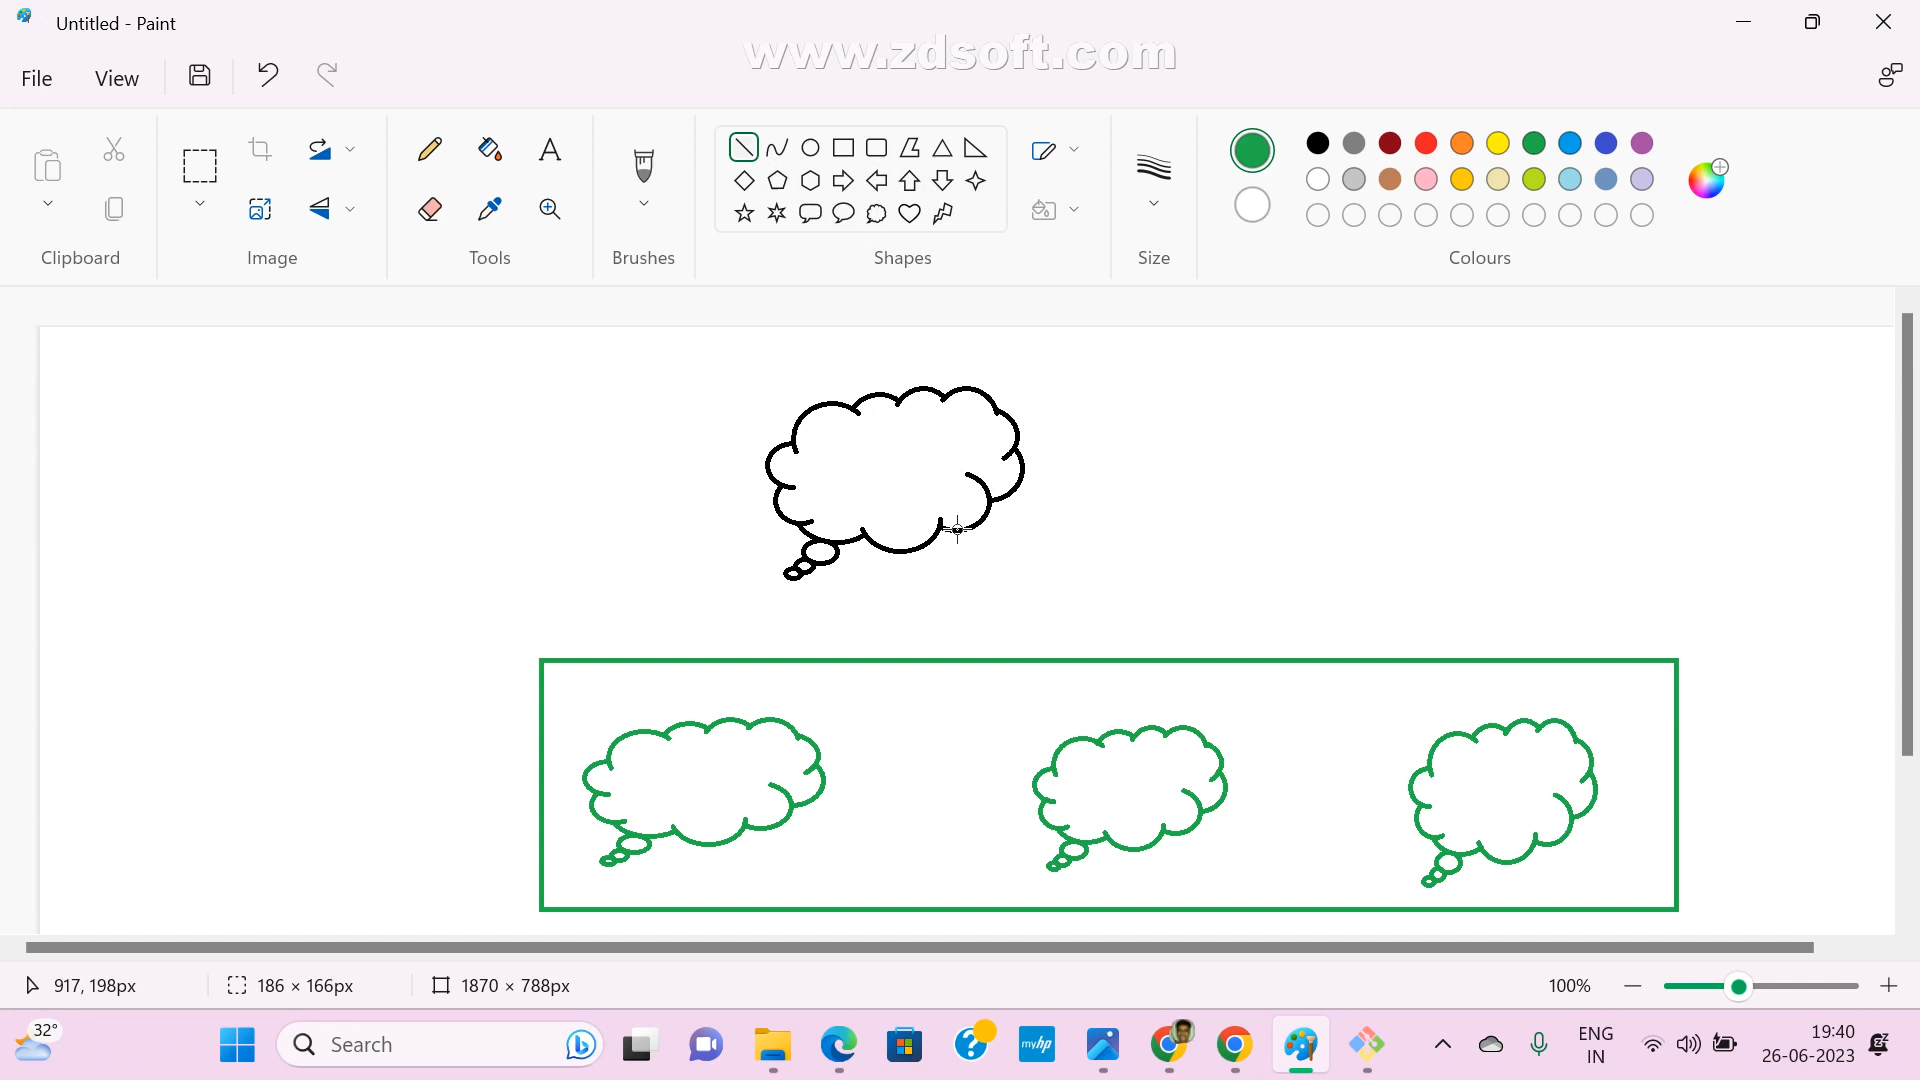 Untitled - Paint
www.zdsoft.com
File View
Clipboard
Image
Tools
Brushes
Shapes
Size
Colours
917, 198px
186 × 166px
1870 × 788px
100%
32°
Search
myhp
ENG
IN
19:40
26-06-2023